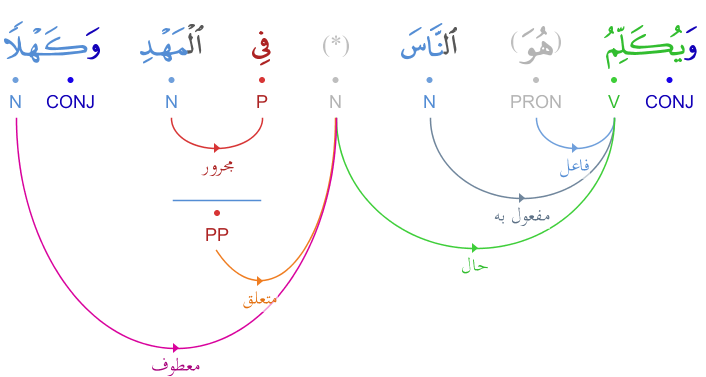 وَيُكَلِّمُ (هُوَ) ٱلنَّاسَ (*) فِى ٱلْمَهْدِ وَكَهْلًا
CONJ V PRON N N P N CONJ N
فاعل
مجرور
مفعول به
PP
حال
متعلق
معطوف